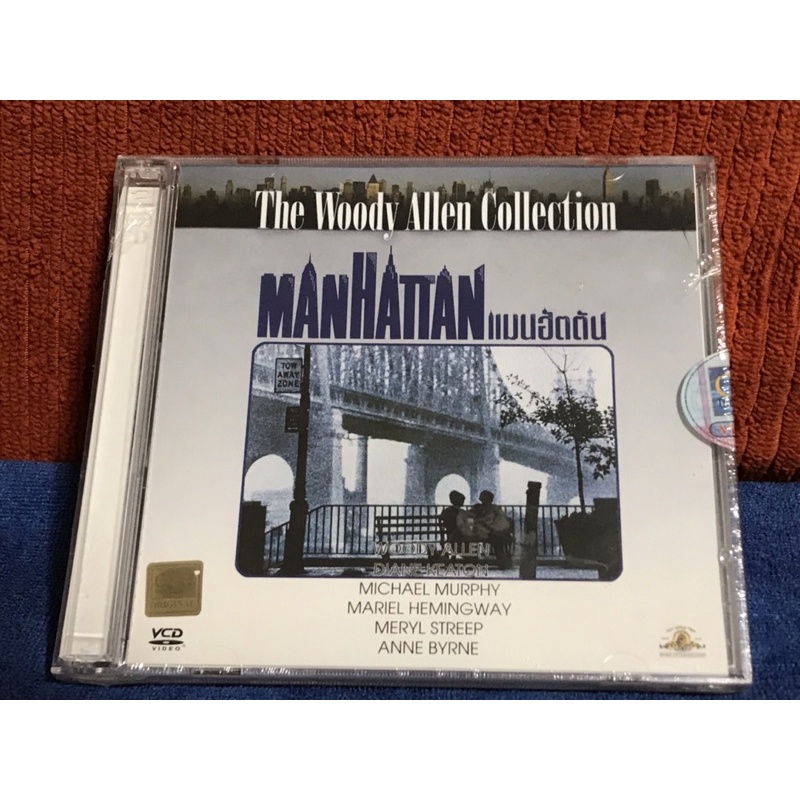 The Woody Allen Collection
MANHATTAN แมนฮัตตัน
TOW
AWAY
ZONE
WOODY ALLEN
DIANE KEATON
MICHAEL MURPHY
MARIEL HEMINGWAY
MERYL STREEP
ANNE BYRNE
ORIGINAL
VCD
VIDEO